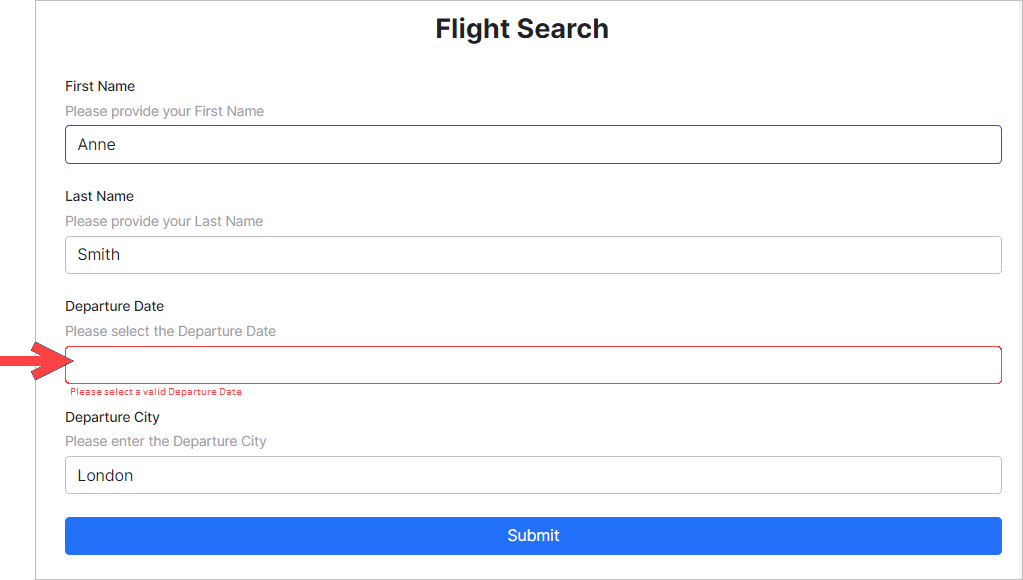 Flight Search
First Name
Please provide your First Name
Anne
Last Name
Please provide your Last Name
Smith
Departure Date
Please select the Departure Date
Please select a valid Departure Date
Departure City
Please enter the Departure City
London
Submit